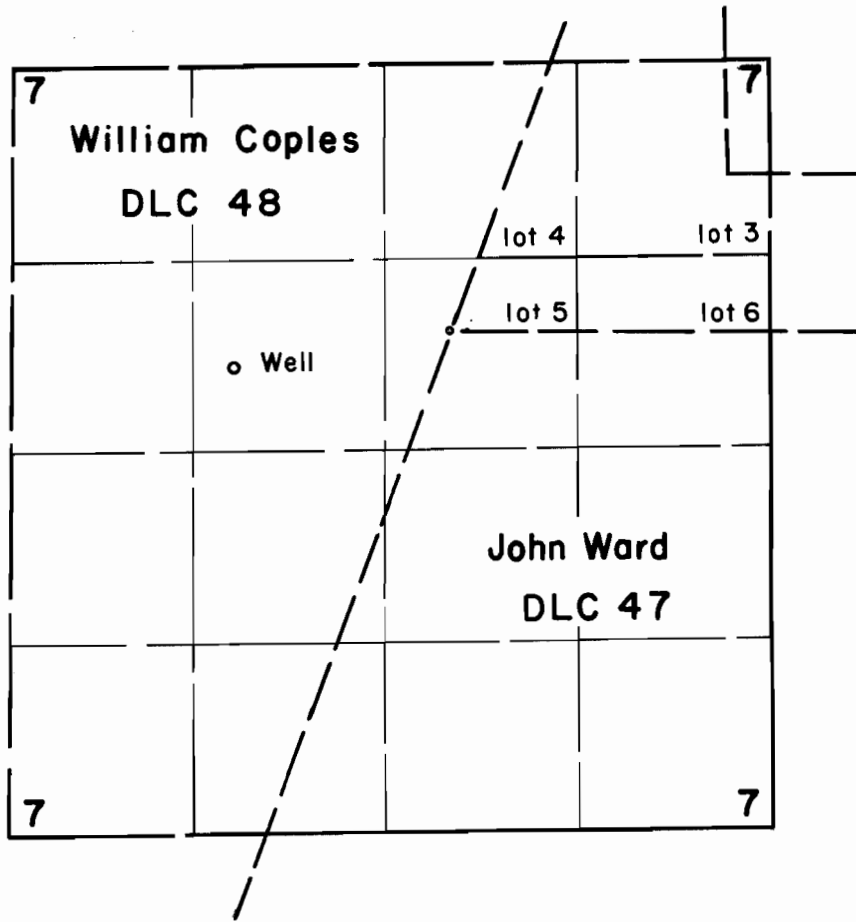 7
7
William Coples
DLC 48
lot 4
lot 3
lot 5
lot 6
Well
John Ward
DLC 47
7
7